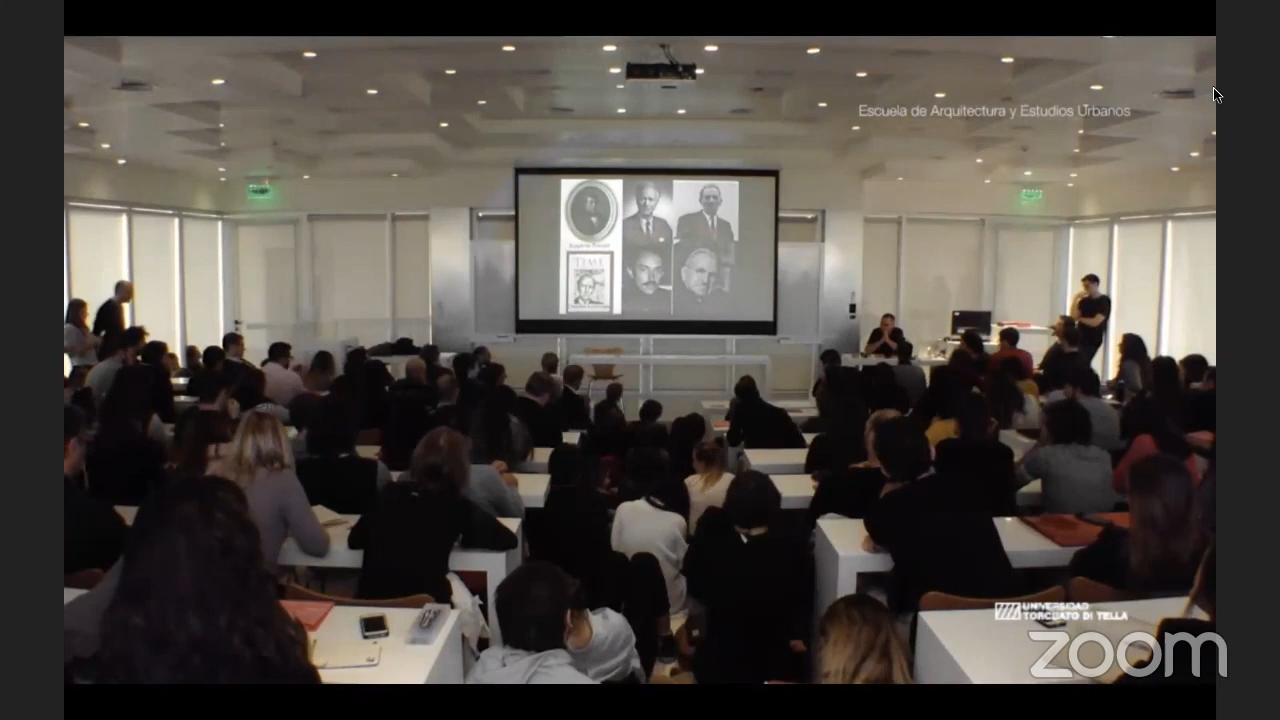 Escuela de Arquitectura y Estudios Urbanos
TIME
UNIVERSIDAD
TORCUATO DI TELLA
zoom